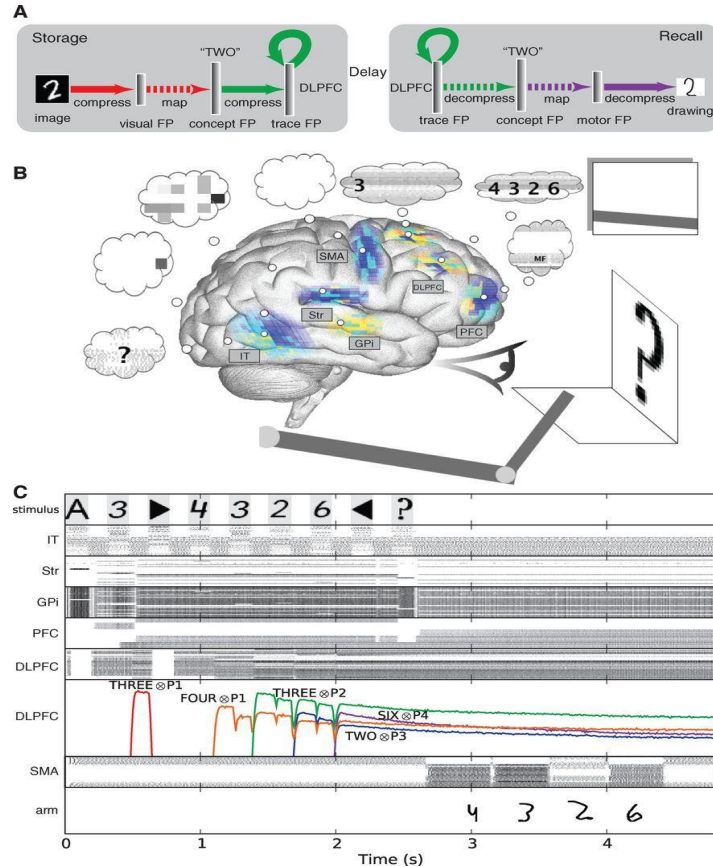 A
Storage
Recall
"TWO"
"TWO"
DLPFC
Delay
DLPFC
2
compress
map
compress
decompress
map
decompress
2
image
visual FP
concept FP
trace FP
trace FP
concept FP
motor FP
drawing
B
3
4 3 2 6
SMA
MF
DLPFC
Str
PFC
IT
GPi
?
?
C
stimulus
A 3 ▶ 4 3 2 6 ◀ ?
IT
Str
GPi
PFC
DLPFC
DLPFC
THREE⊗P1
FOUR⊗P1
THREE⊗P2
SIX⊗P4
TWO⊗P3
SMA
arm
4 3 2 6
0 1 2 3 4
Time (s)